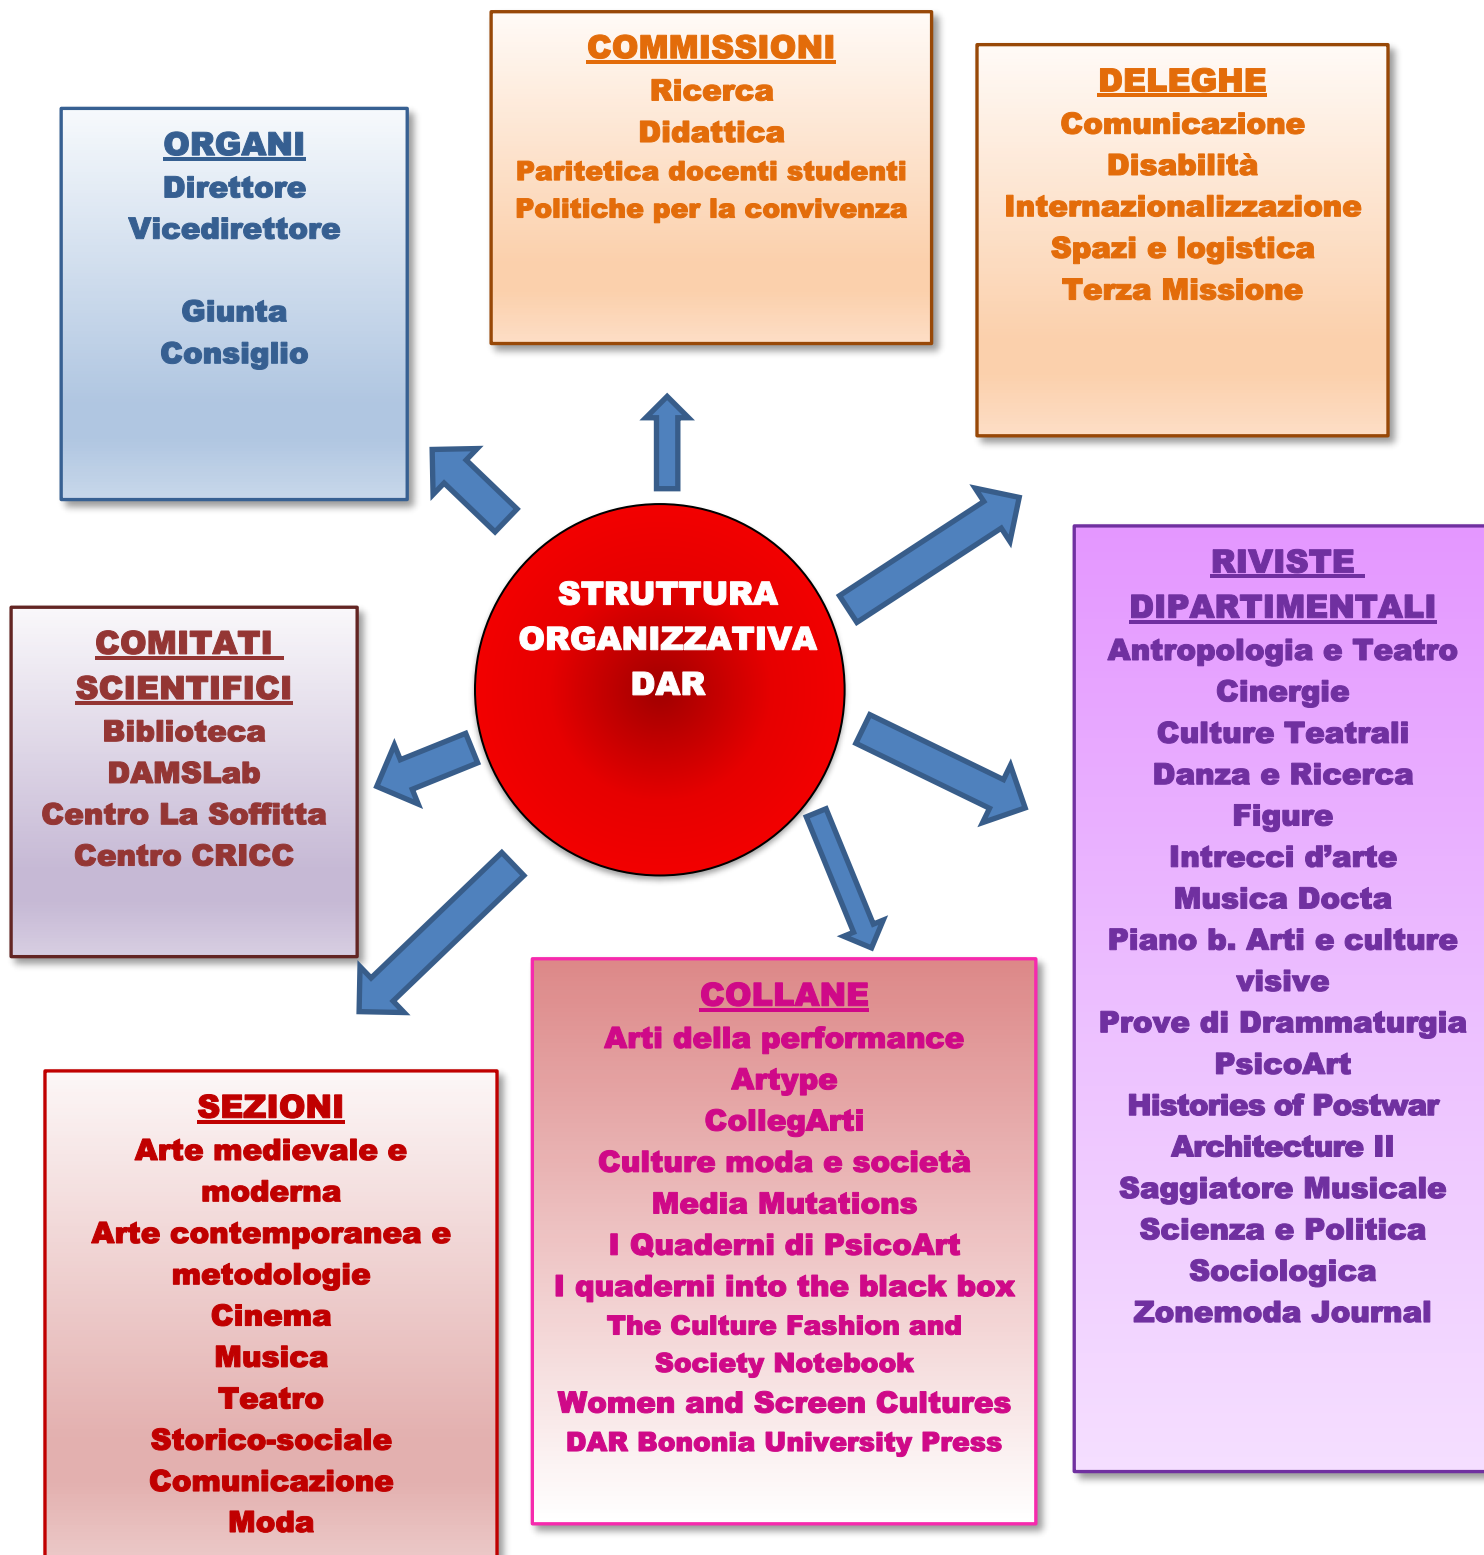 COMMISSIONI
Ricerca
Didattica
Paritetica docenti studenti
Politiche per la convivenza
DELEGHE
Comunicazione
Disabilità
Internazionalizzazione
Spazi e logistica
Terza Missione
ORGANI
Direttore
Vicedirettore
Giunta
Consiglio
STRUTTURA
ORGANIZZATIVA
DAR
RIVISTE
DIPARTIMENTALI
Antropologia e Teatro
Cinergie
Culture Teatrali
Danza e Ricerca
Figure
Intrecci d’arte
Musica Docta
Piano b. Arti e culture
visive
Prove di Drammaturgia
PsicoArt
Histories of Postwar
Architecture II
Saggiatore Musicale
Scienza e Politica
Sociologica
Zonemoda Journal
COMITATI
SCIENTIFICI
Biblioteca
DAMSLab
Centro La Soffitta
Centro CRICC
COLLANE
Arti della performance
Artype
CollegArti
Culture moda e società
Media Mutations
I Quaderni di PsicoArt
I quaderni into the black box
The Culture Fashion and
Society Notebook
Women and Screen Cultures
DAR Bononia University Press
SEZIONI
Arte medievale e
moderna
Arte contemporanea e
metodologie
Cinema
Musica
Teatro
Storico-sociale
Comunicazione
Moda